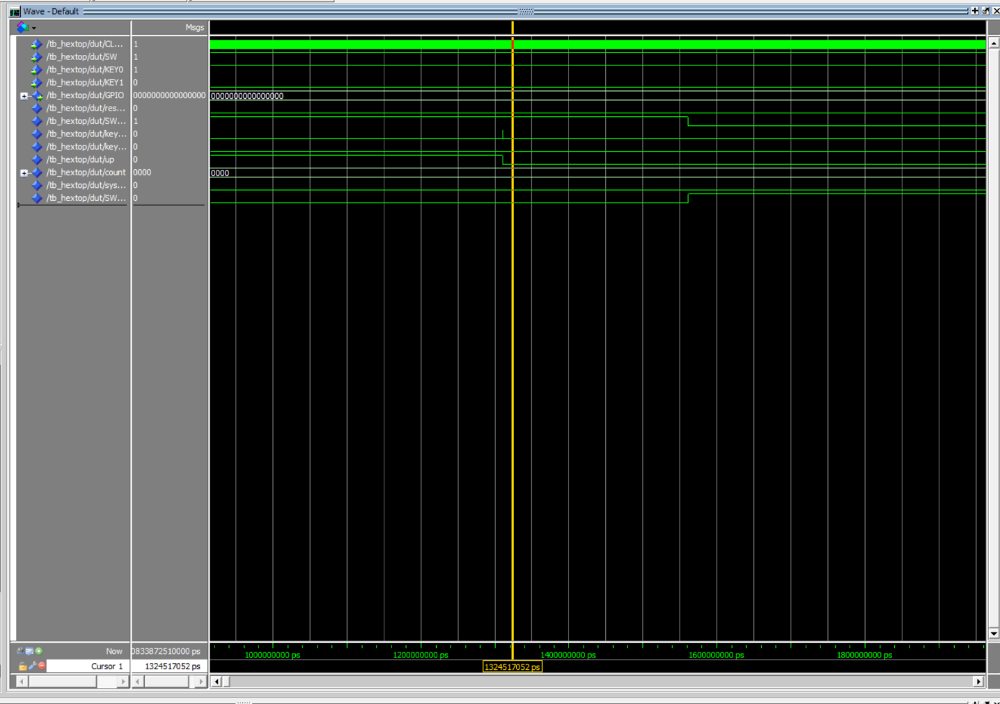 Wave - Default
Msgs
/tb_hextop/dut/CL... 1
/tb_hextop/dut/SW 1
/tb_hextop/dut/KEY0 1
/tb_hextop/dut/KEY1 0
/tb_hextop/dut/GPIO 0000000000000000 0000000000000000
/tb_hextop/dut/res... 0
/tb_hextop/dut/SW... 1
/tb_hextop/dut/key... 0
/tb_hextop/dut/key... 0
/tb_hextop/dut/up 0
/tb_hextop/dut/count 0000 0000
/tb_hextop/dut/sys... 0
/tb_hextop/dut/SW... 0
Now 0833872510000 ps 1000000000 ps 1200000000 ps 1400000000 ps 1600000000 ps 1800000000 ps
Cursor 1 1324517052 ps 1324517052 ps